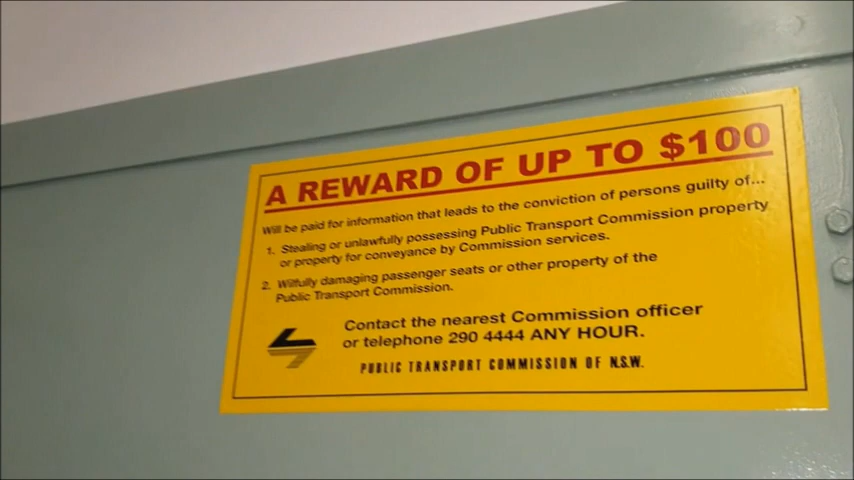 A REWARD OF UP TO $100
Will be paid for information that leads to the conviction of persons guilty of...
1. Stealing or unlawfully possessing Public Transport Commission property
or property for conveyance by Commission services.
2. Wilfully damaging passenger seats or other property of the
Public Transport Commission.
Contact the nearest Commission officer
or telephone 290 4444 ANY HOUR.
PUBLIC TRANSPORT COMMISSION OF N.S.W.